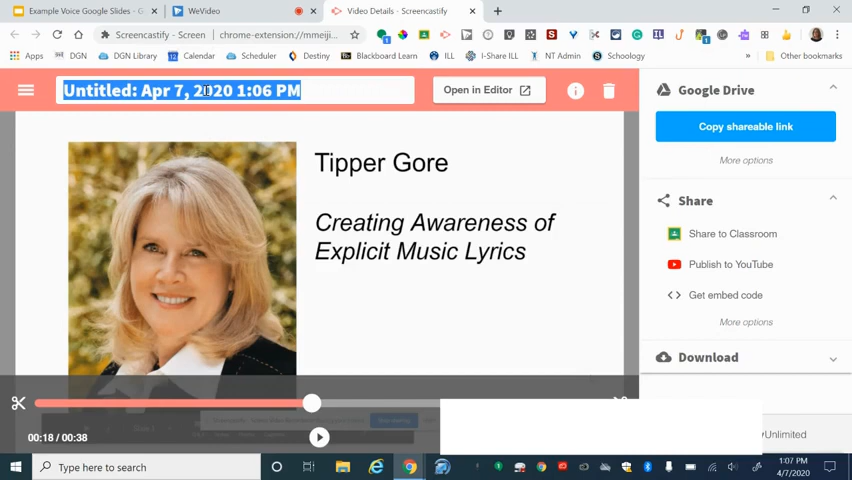 Example Voice Google Slides - G
WeVideo
Video Details - Screencastify
Screencastify - Screen
chrome-extension://mmeiji
Apps
DGN
DGN Library
Calendar
Scheduler
Destiny
Blackboard Learn
ILL
I-Share ILL
NT Admin
Schoology
Other bookmarks
Untitled: Apr 7, 2020 1:06 PM
Open in Editor
Google Drive
Copy shareable link
More options
Tipper Gore
Creating Awareness of
Explicit Music Lyrics
Share
Share to Classroom
Publish to YouTube
Get embed code
More options
Download
00:18 / 00:38
Unlimited
Type here to search
1:07 PM
4/7/2020